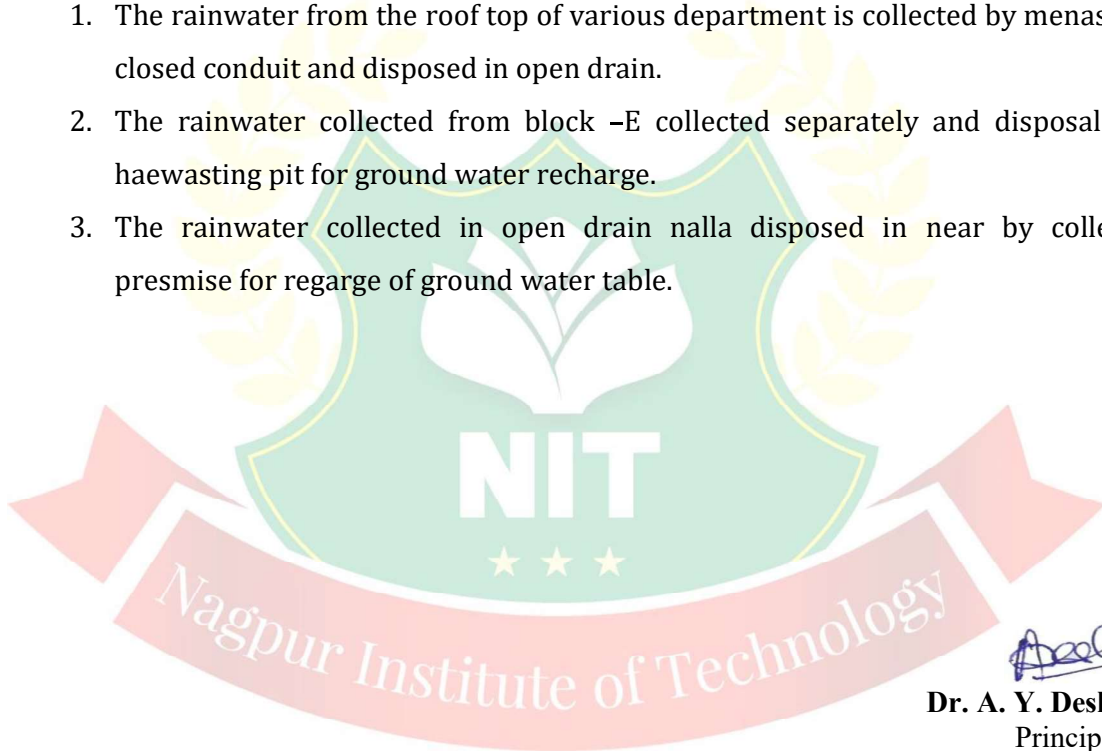 1. The rainwater from the roof top of various department is collected by menas
closed conduit and disposed in open drain.
2. The rainwater collected from block –E collected separately and disposal
haewasting pit for ground water recharge.
3. The rainwater collected in open drain nalla disposed in near by colle
presmise for regarge of ground water table.
NIT
Nagpur Institute of Technology
Dr. A. Y. Desh
Princip